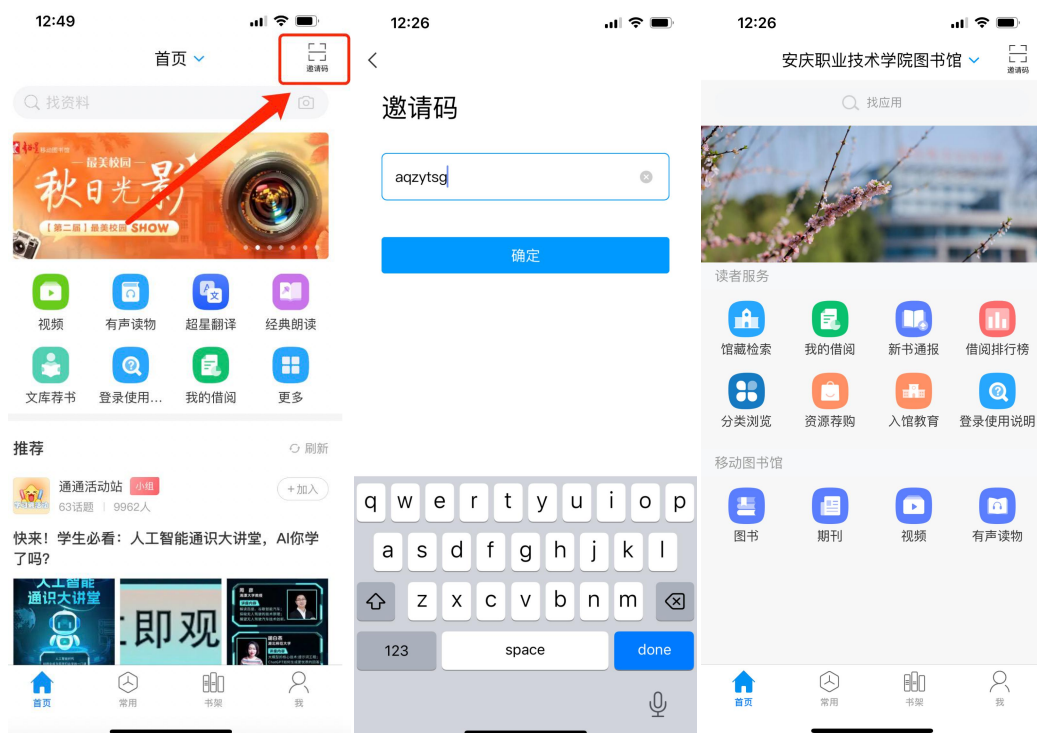 12:49
首页
邀请码
找资料
最美校园
秋日光影
【第二届】最美校园 SHOW
视频
有声读物
超星翻译
经典朗读
文库荐书
登录使用...
我的借阅
更多
推荐
刷新
通通活动站
小组
+加入
63话题
9962人
快来！学生必看：人工智能通识大讲堂，AI你学
了吗？
人工智能
通识大讲堂
即观
首页
常用
书架
我
12:26
邀请码
aqzytsg
确定
q w e r t y u i o p
a s d f g h j k l
z x c v b n m
123
space
done
12:26
安庆职业技术学院图书馆
邀请码
找应用
读者服务
馆藏检索
我的借阅
新书通报
借阅排行榜
分类浏览
资源荐购
入馆教育
登录使用说明
移动图书馆
图书
期刊
视频
有声读物
首页
常用
书架
我